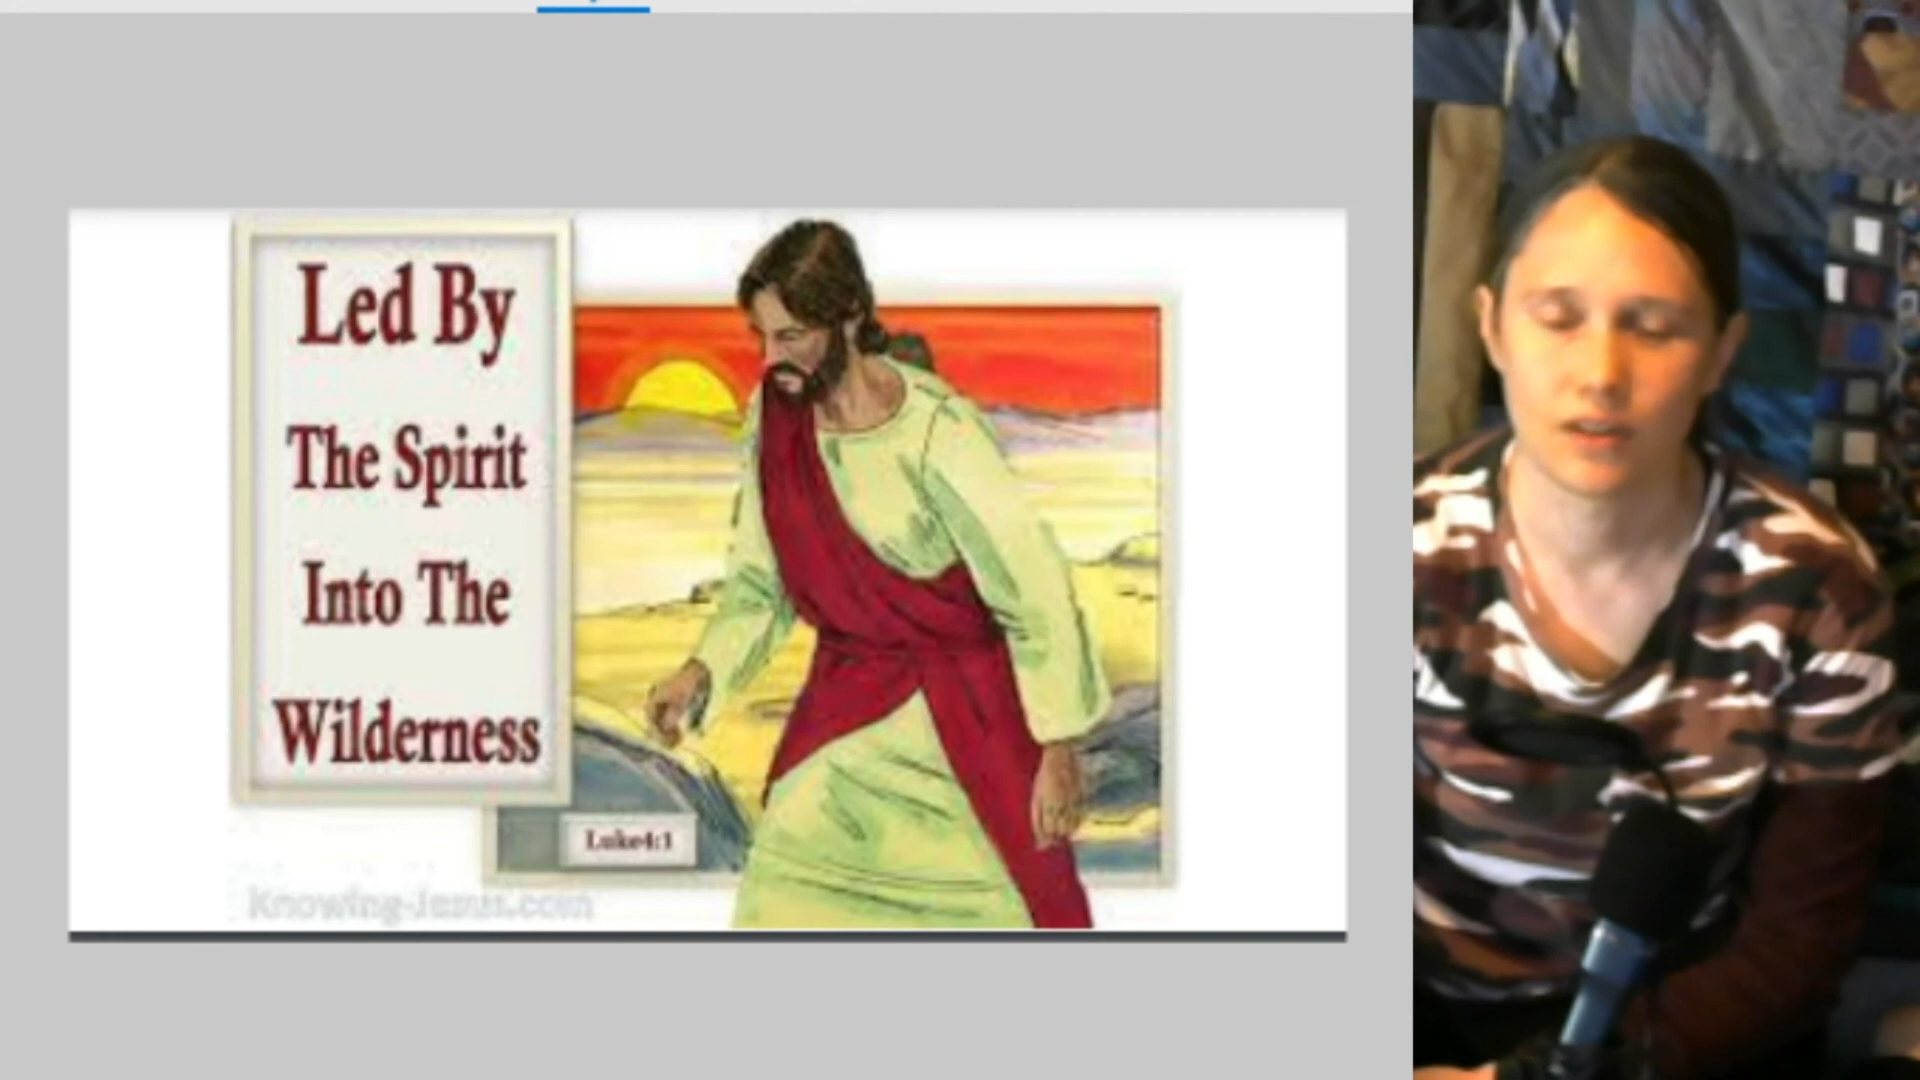 Led By
The Spirit
Into The
Wilderness
Luke4:1
Knowing-Jesus.com